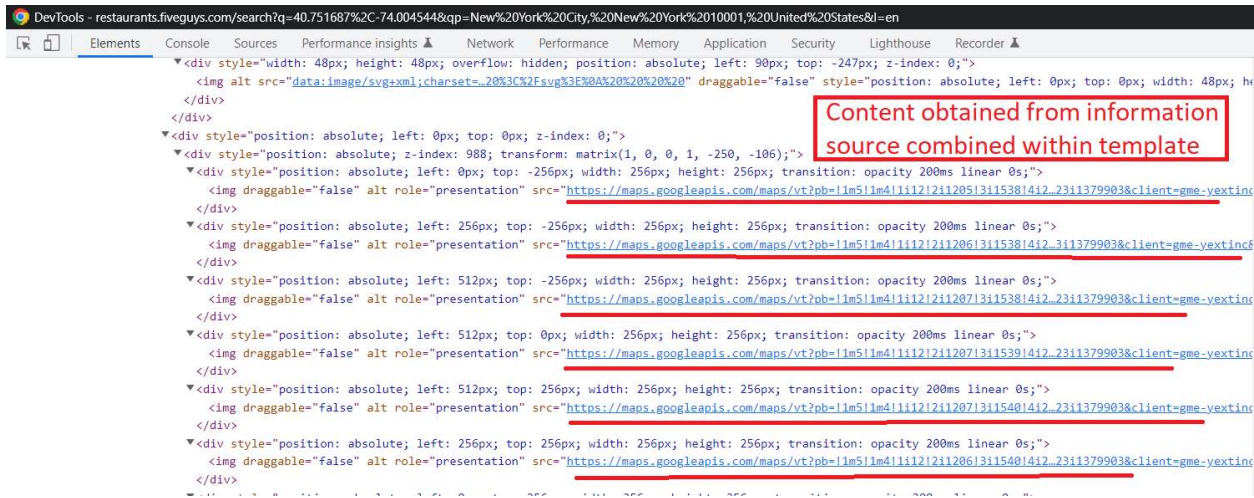 DevTools - restaurants.fiveguys.com/search?q=40.751687%2C-74.004544&qp=New%20York%20City,%20New%20York%2010001,%20United%20States&l=en
Elements Console Sources Performance insights Network Performance Memory Application Security Lighthouse Recorder
▼<div style="width: 48px; height: 48px; overflow: hidden; position: absolute; left: 90px; top: -247px; z-index: 0;">
<img alt src="data:image/svg+xml;charset=…20%3C%2Fsvg%3E%0A%20%20%20%20" draggable="false" style="position: absolute; left: 0px; top: 0px; width: 48px; he
</div>
</div>
Content obtained from information
source combined within template
▼<div style="position: absolute; left: 0px; top: 0px; z-index: 0;">
▼<div style="position: absolute; z-index: 988; transform: matrix(1, 0, 0, 1, -250, -106);">
▼<div style="position: absolute; left: 0px; top: -256px; width: 256px; height: 256px; transition: opacity 200ms linear 0s;">
<img draggable="false" alt role="presentation" src="https://maps.googleapis.com/maps/vt?pb=!1m5!1m4!1i12!2i1205!3i1538!4i2…23i1379903&client=gme-yextinc
</div>
▼<div style="position: absolute; left: 256px; top: -256px; width: 256px; height: 256px; transition: opacity 200ms linear 0s;">
<img draggable="false" alt role="presentation" src="https://maps.googleapis.com/maps/vt?pb=!1m5!1m4!1i12!2i1206!3i1538!4i2…3i1379903&client=gme-yextinc&
</div>
▼<div style="position: absolute; left: 512px; top: -256px; width: 256px; height: 256px; transition: opacity 200ms linear 0s;">
<img draggable="false" alt role="presentation" src="https://maps.googleapis.com/maps/vt?pb=!1m5!1m4!1i12!2i1207!3i1538!4i2…23i1379903&client=gme-yextinc
</div>
▼<div style="position: absolute; left: 512px; top: 0px; width: 256px; height: 256px; transition: opacity 200ms linear 0s;">
<img draggable="false" alt role="presentation" src="https://maps.googleapis.com/maps/vt?pb=!1m5!1m4!1i12!2i1207!3i1539!4i2…23i1379903&client=gme-yextinc
</div>
▼<div style="position: absolute; left: 512px; top: 256px; width: 256px; height: 256px; transition: opacity 200ms linear 0s;">
<img draggable="false" alt role="presentation" src="https://maps.googleapis.com/maps/vt?pb=!1m5!1m4!1i12!2i1207!3i1540!4i2…23i1379903&client=gme-yextinc
</div>
▼<div style="position: absolute; left: 256px; top: 256px; width: 256px; height: 256px; transition: opacity 200ms linear 0s;">
<img draggable="false" alt role="presentation" src="https://maps.googleapis.com/maps/vt?pb=!1m5!1m4!1i12!2i1206!3i1540!4i2…23i1379903&client=gme-yextinc
</div>